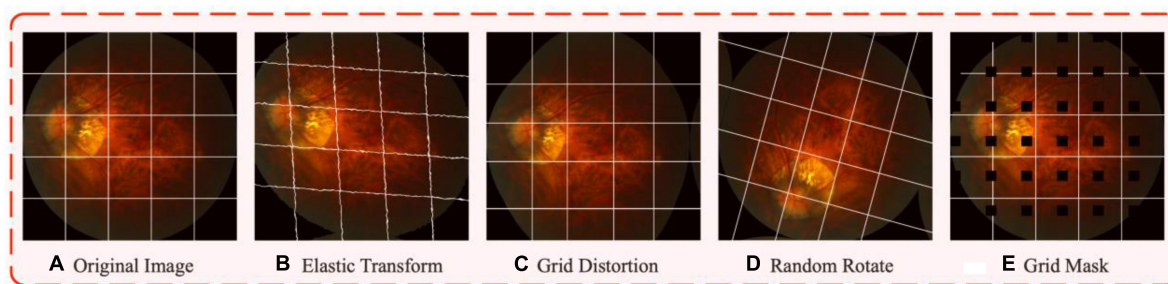 A Original Image
B Elastic Transform
C Grid Distortion
D Random Rotate
E Grid Mask